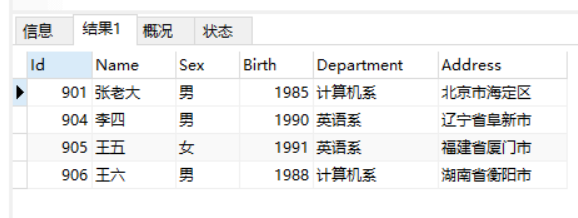 信息 结果1 概况 状态
Id Name Sex Birth Department Address
901 张老大 男 1985 计算机系 北京市海定区
904 李四 男 1990 英语系 辽宁省阜新市
905 王五 女 1991 英语系 福建省厦门市
906 王六 男 1988 计算机系 湖南省衡阳市